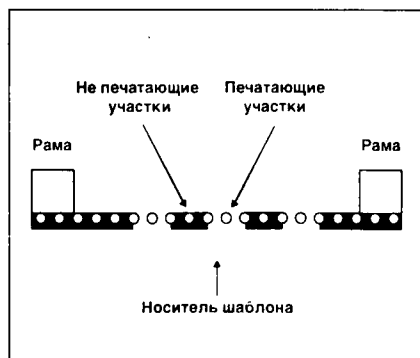 Не печатающие
участки
Печатающие
участки
Рама
Рама
Носитель шаблона